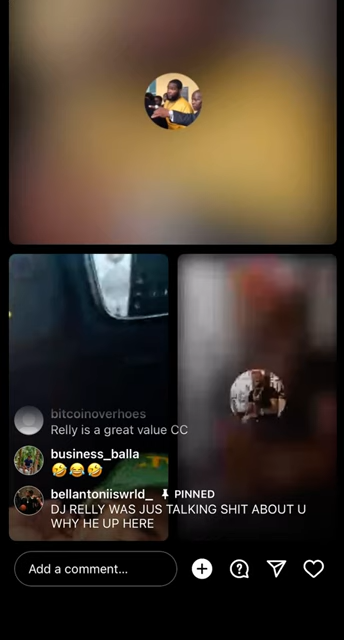 bitcoinoverhoes
Relly is a great value CC
business_balla
🤣😂🤣
bellantoniiswrld_ PINNED
DJ RELLY WAS JUS TALKING SHIT ABOUT U
WHY HE UP HERE
Add a comment...